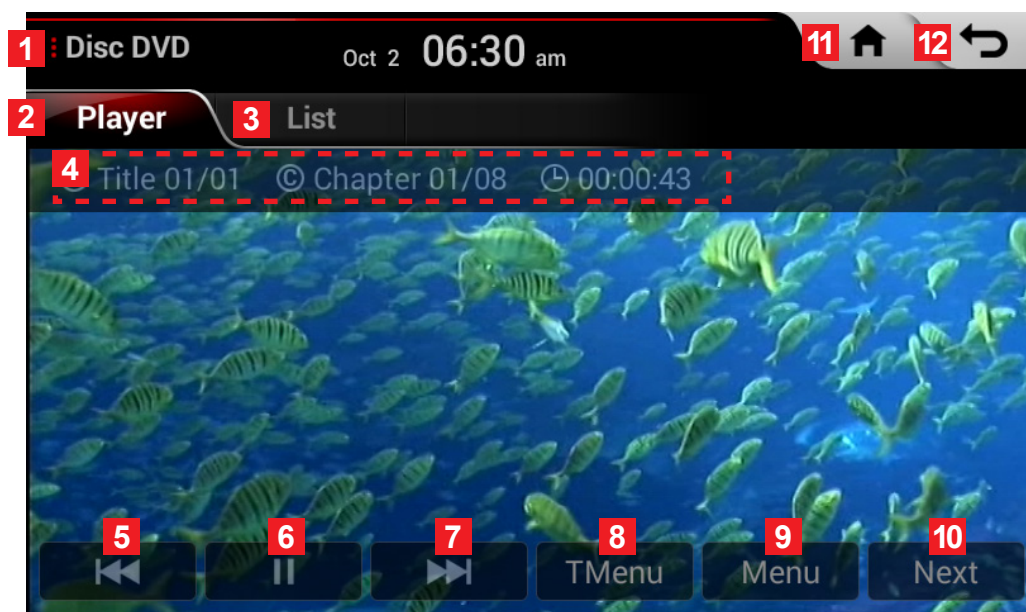 1 Disc DVD Oct 2 06:30 am 11 12
2 Player 3 List
4 Title 01/01 © Chapter 01/08 00:00:43
5 6 7 8 9 10
TMenu Menu Next